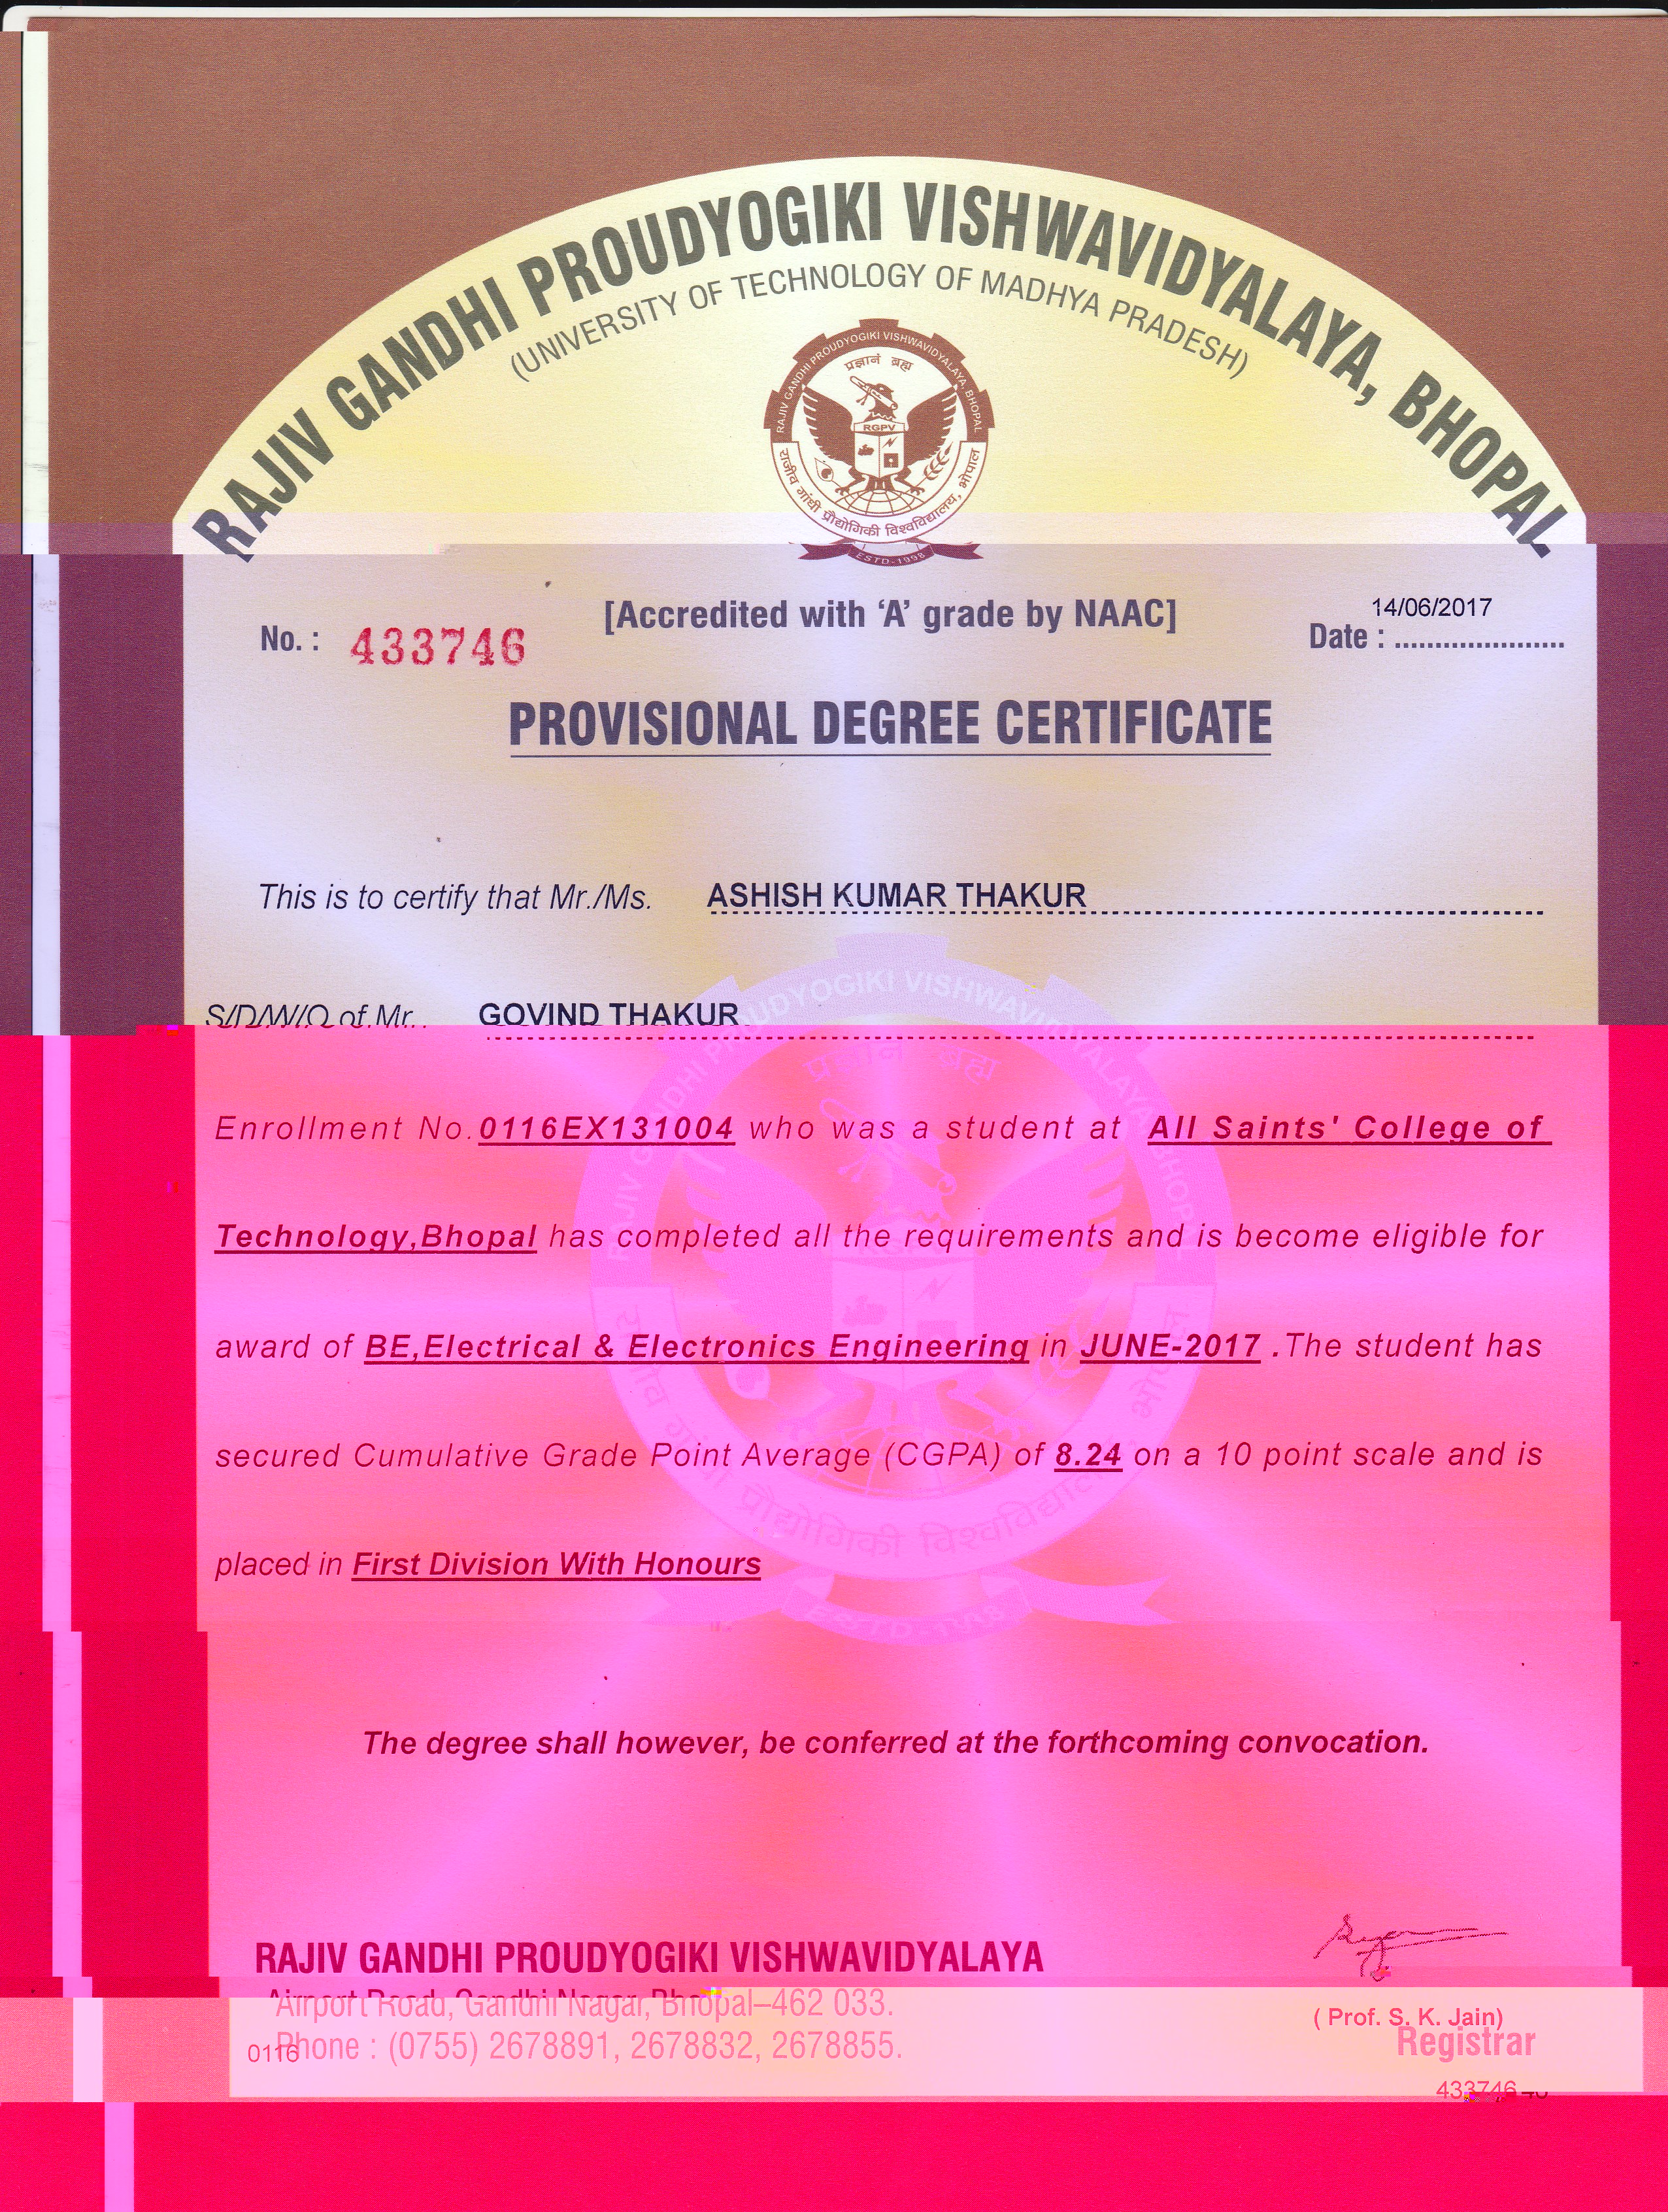 RAJIV GANDHI PROUDYOGIKI VISHWAVIDYALAYA, BHOPAL
(UNIVERSITY OF TECHNOLOGY OF MADHYA PRADESH)
RAJIV GANDHI PROUDYOGIKI VISHWAVIDYALAYA, BHOPAL
प्रज्ञानं ब्रह्म
RGPV
राजीव गांधी प्रौद्योगिकी विश्वविद्यालय, भोपाल
ESTD-1998
[Accredited with ‘A’ grade by NAAC]
No. : 433746
14/06/2017
Date : .....................
PROVISIONAL DEGREE CERTIFICATE
This is to certify that Mr./Ms. ASHISH KUMAR THAKUR
S/D/W/O of Mr.. GOVIND THAKUR
Enrollment No. 0116EX131004 who was a student at All Saints' College of
Technology,Bhopal has completed all the requirements and is become eligible for
award of BE,Electrical & Electronics Engineering in JUNE-2017 .The student has
secured Cumulative Grade Point Average (CGPA) of 8.24 on a 10 point scale and is
placed in First Division With Honours
The degree shall however, be conferred at the forthcoming convocation.
RAJIV GANDHI PROUDYOGIKI VISHWAVIDYALAYA
Airport Road, Gandhi Nagar, Bhopal–462 033.
Phone : (0755) 2678891, 2678832, 2678855.
0116
( Prof. S. K. Jain)
Registrar
433746